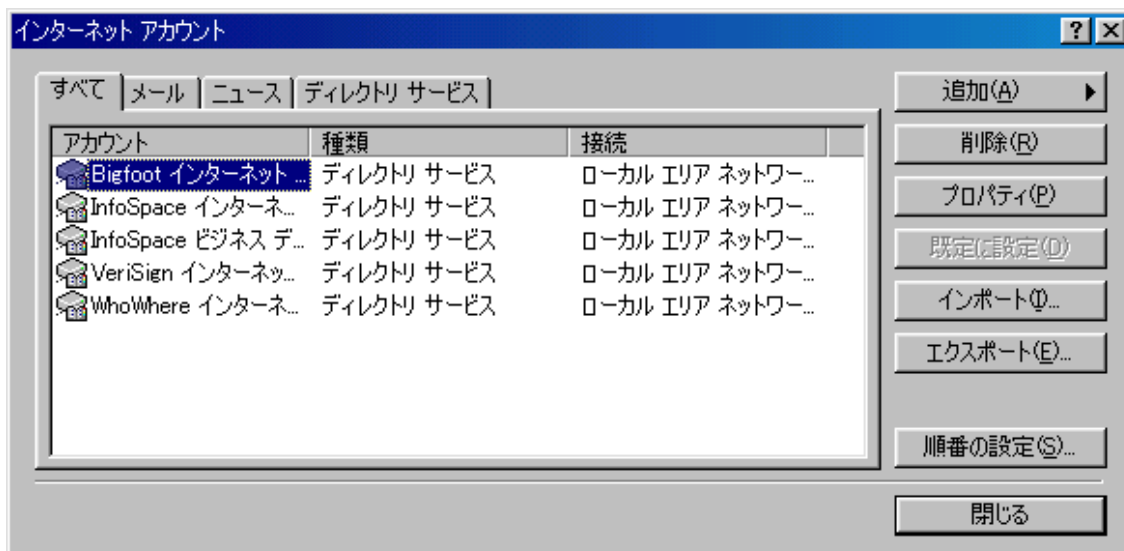 インターネット アカウント
すべて メール ニュース ディレクトリ サービス
アカウント 種類 接続
Bigfoot インターネット ... ディレクトリ サービス ローカル エリア ネットワー...
InfoSpace インターネ... ディレクトリ サービス ローカル エリア ネットワー...
InfoSpace ビジネス デ... ディレクトリ サービス ローカル エリア ネットワー...
VeriSign インターネッ... ディレクトリ サービス ローカル エリア ネットワー...
WhoWhere インターネ... ディレクトリ サービス ローカル エリア ネットワー...
追加(A)
削除(R)
プロパティ(P)
既定に設定(D)
インポート(I)...
エクスポート(E)...
順番の設定(S)...
閉じる